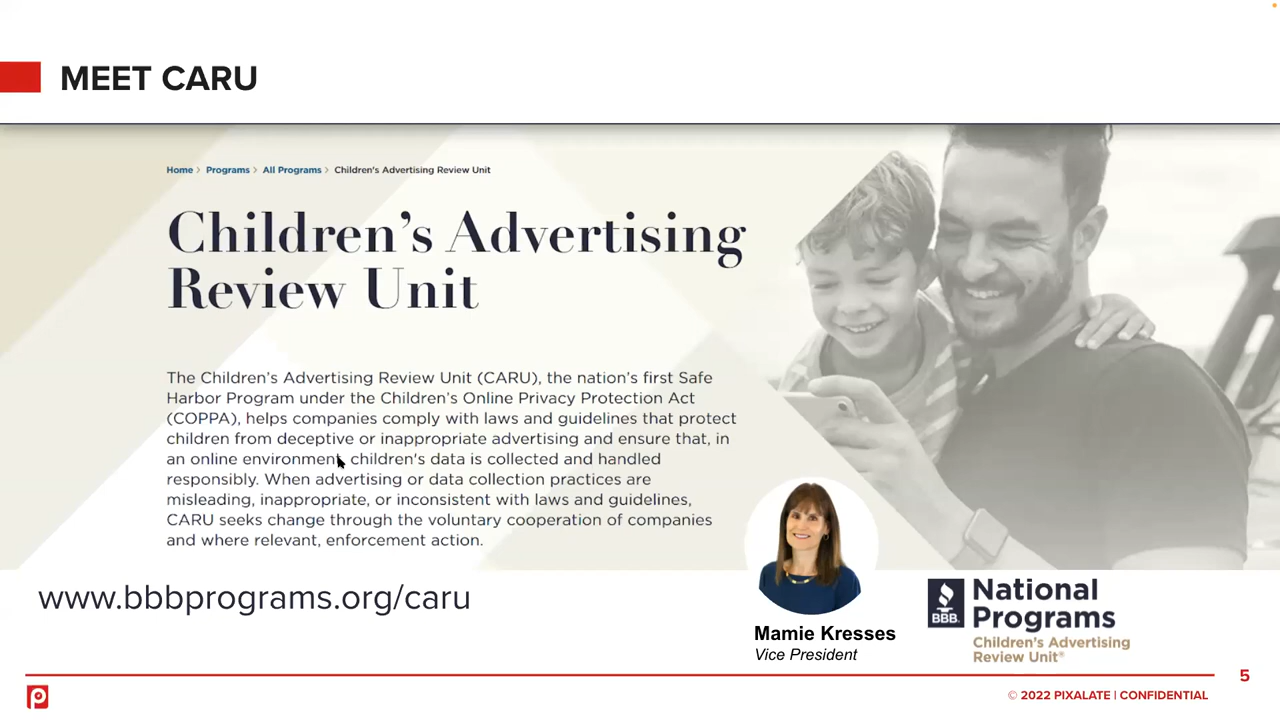 MEET CARU
Home > Programs > All Programs > Children's Advertising Review Unit
Children's Advertising
Review Unit
The Children's Advertising Review Unit (CARU), the nation's first Safe
Harbor Program under the Children's Online Privacy Protection Act
(COPPA), helps companies comply with laws and guidelines that protect
children from deceptive or inappropriate advertising and ensure that, in
an online environment, children's data is collected and handled
responsibly. When advertising or data collection practices are
misleading, inappropriate, or inconsistent with laws and guidelines,
CARU seeks change through the voluntary cooperation of companies
and where relevant, enforcement action.
www.bbbprograms.org/caru
Mamie Kresses
Vice President
BBB
National
Programs
Children's Advertising
Review Unit®
5
© 2022 PIXALATE | CONFIDENTIAL